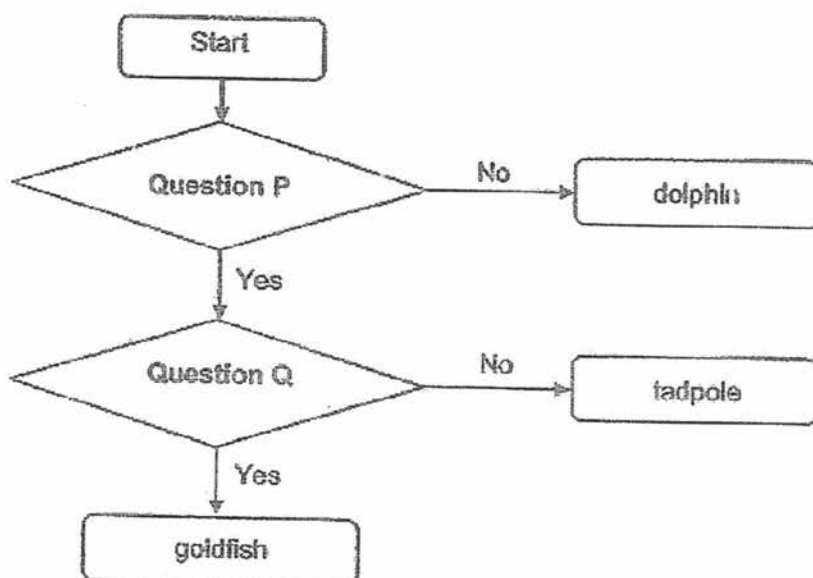 Start
Question P
No
dolphin
Yes
Question Q
No
tadpole
Yes
goldfish